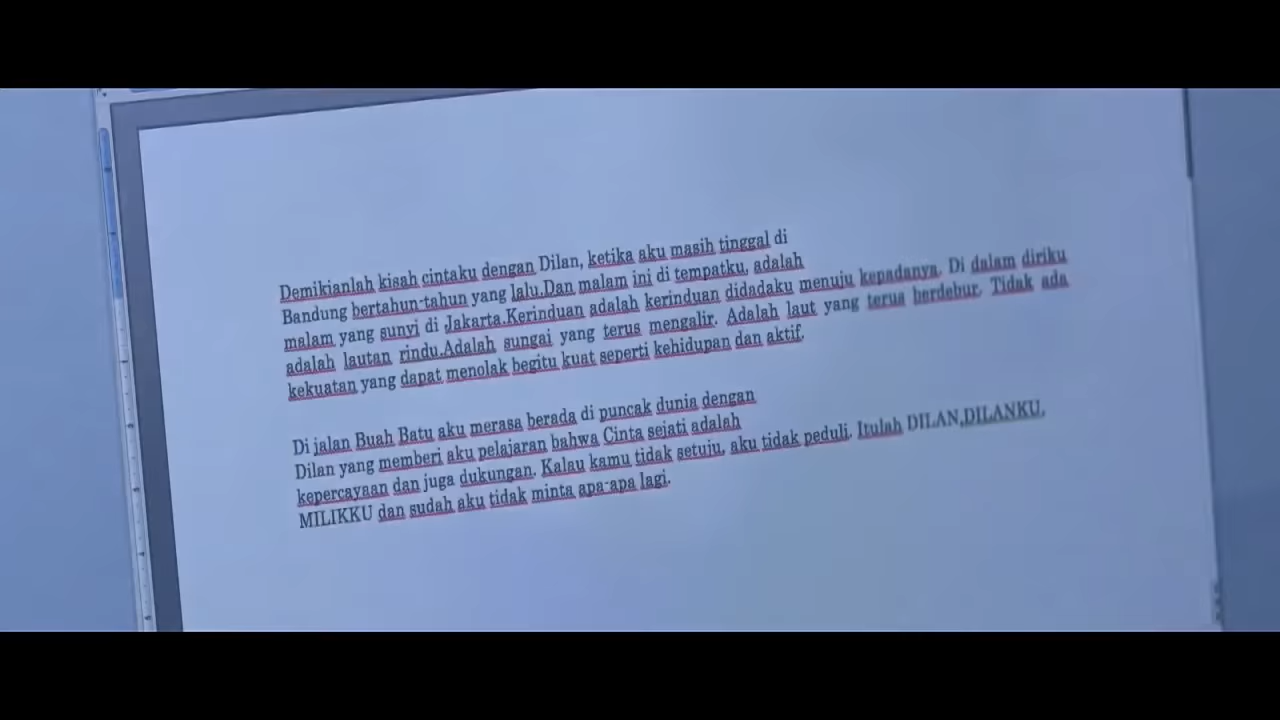 Demikianlah kisah cintaku dengan Dilan, ketika aku masih tinggal di
Bandung bertahun-tahun yang lalu.Dan malam ini di tempatku, adalah
malam yang sunyi di Jakarta.Kerinduan adalah kerinduan didadaku menuju kepadanya. Di dalam diriku
adalah lautan rindu.Adalah sungai yang terus mengalir. Adalah laut yang terus berdebur. Tidak ada
kekuatan yang dapat menolak begitu kuat seperti kehidupan dan aktif.
Di jalan Buah Batu aku merasa berada di puncak dunia dengan
Dilan yang memberi aku pelajaran bahwa Cinta sejati adalah
kepercayaan dan juga dukungan. Kalau kamu tidak setuju, aku tidak peduli. Itulah DILAN,DILANKU,
MILIKKU dan sudah aku tidak minta apa-apa lagi.